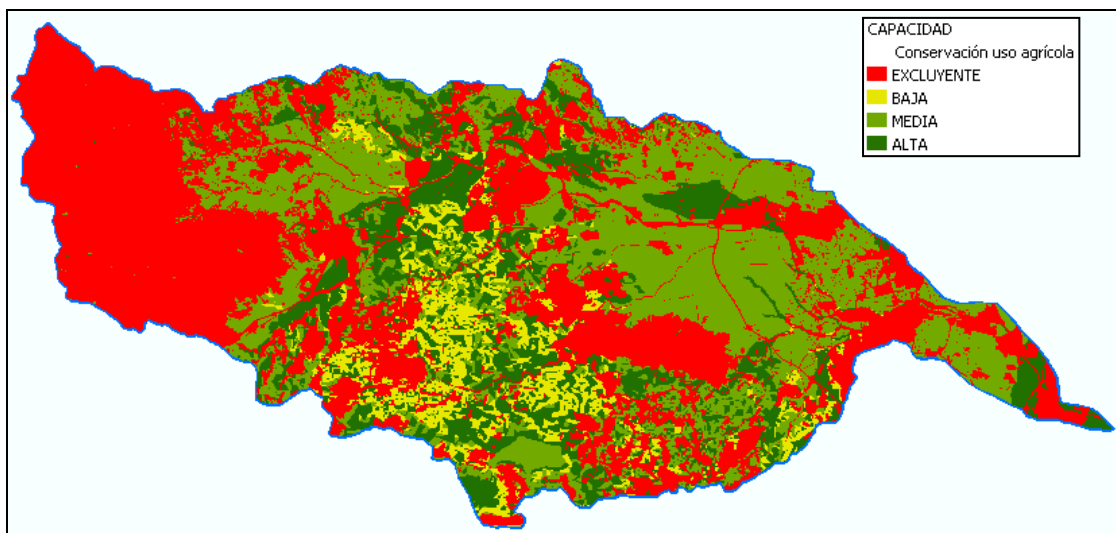 CAPACIDAD
Conservación uso agrícola
EXCLUYENTE
BAJA
MEDIA
ALTA